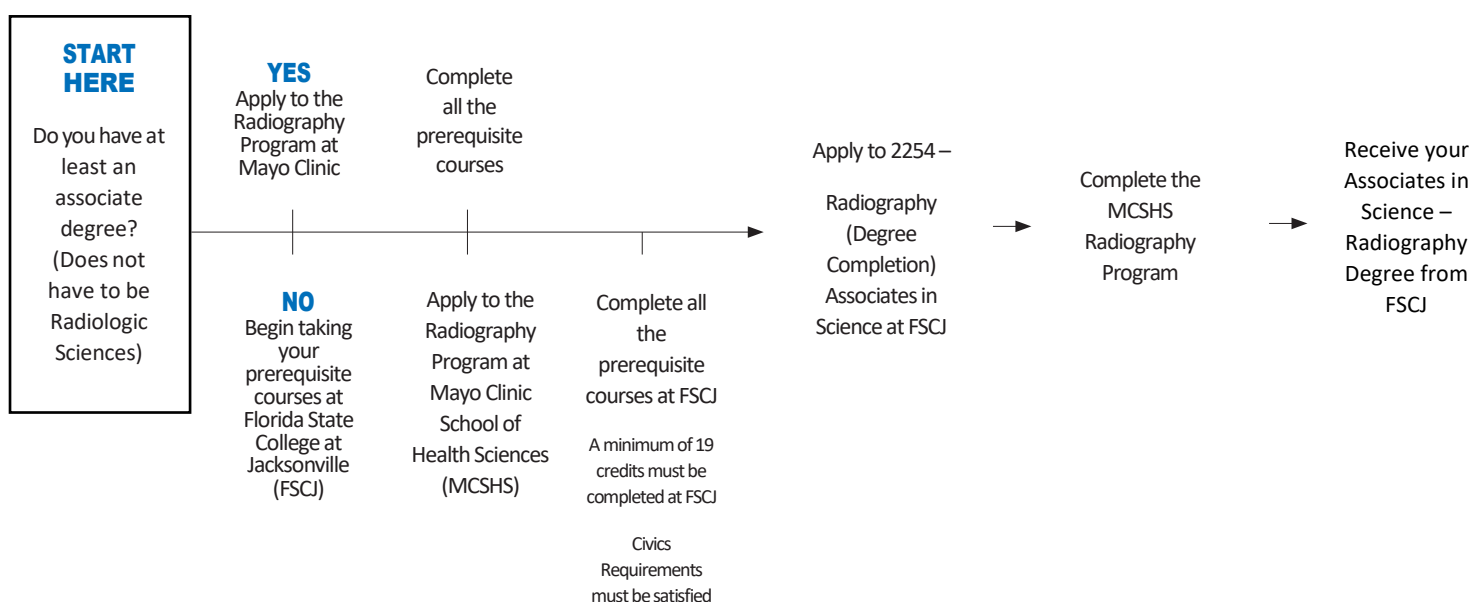 START
HERE
Do you have at
least an
associate
degree?
(Does not
have to be
Radiologic
Sciences)
YES
Apply to the
Radiography
Program at
Mayo Clinic
Complete
all the
prerequisite
courses
NO
Begin taking
your
prerequisite
courses at
Florida State
College at
Jacksonville
(FSCJ)
Apply to the
Radiography
Program at
Mayo Clinic
School of
Health Sciences
(MCSHS)
Complete all
the
prerequisite
courses at FSCJ
A minimum of 19
credits must be
completed at FSCJ
Civics
Requirements
must be satisfied
Apply to 2254 –
Radiography
(Degree
Completion)
Associates in
Science at FSCJ
Complete the
MCSHS
Radiography
Program
Receive your
Associates in
Science –
Radiography
Degree from
FSCJ